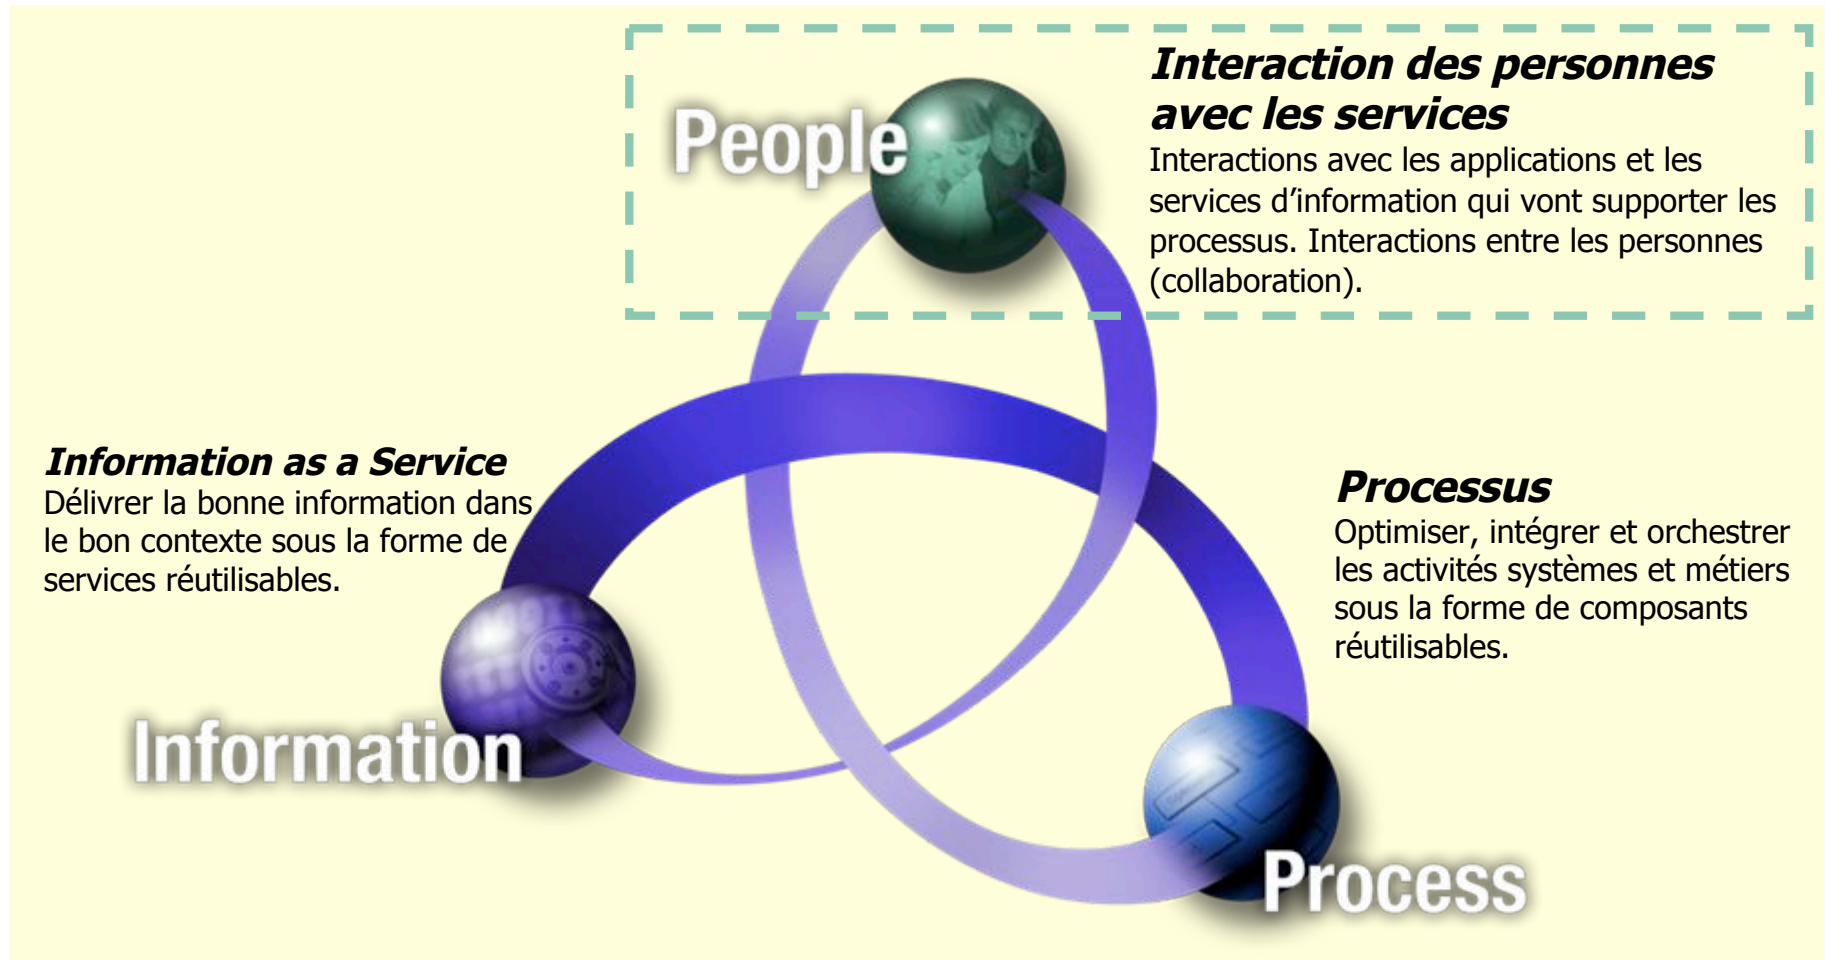 People
Interaction des personnes
avec les services
Interactions avec les applications et les
services d’information qui vont supporter les
processus. Interactions entre les personnes
(collaboration).
Information as a Service
Délivrer la bonne information dans
le bon contexte sous la forme de
services réutilisables.
Processus
Optimiser, intégrer et orchestrer
les activités systèmes et métiers
sous la forme de composants
réutilisables.
Information
Process